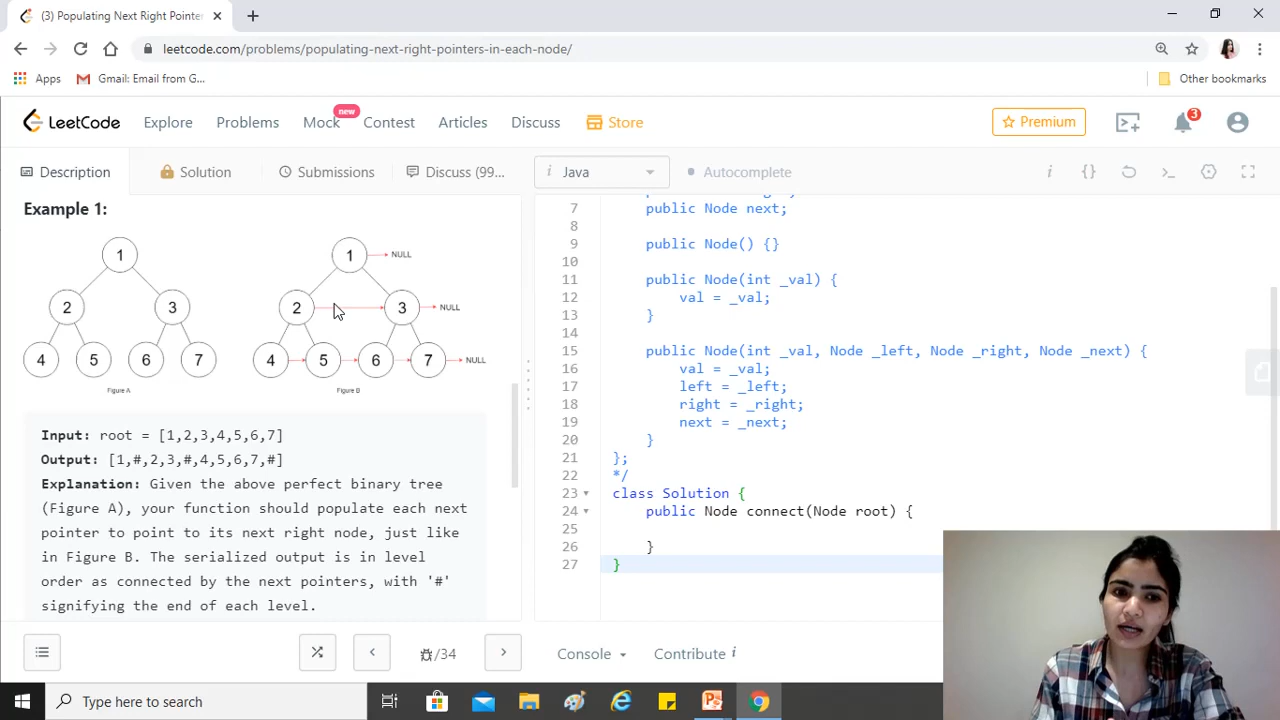 (3) Populating Next Right Pointer
leetcode.com/problems/populating-next-right-pointers-in-each-node/
Apps
Gmail: Email from G...
Other bookmarks
LeetCode
Explore
Problems
Mock
new
Contest
Articles
Discuss
Store
Premium
3
Description
Solution
Submissions
Discuss (99...
i Java
Autocomplete
i
{}
Example 1:
1
2
3
4
5
6
7
Figure A
1
NULL
2
3
NULL
4
5
6
7
NULL
Figure B
Input: root = [1,2,3,4,5,6,7]
Output: [1,#,2,3,#,4,5,6,7,#]
Explanation: Given the above perfect binary tree
(Figure A), your function should populate each next
pointer to point to its next right node, just like
in Figure B. The serialized output is in level
order as connected by the next pointers, with '#'
signifying the end of each level.
7 public Node next;
8
9 public Node() {}
10
11 public Node(int _val) {
12 val = _val;
13 }
14
15 public Node(int _val, Node _left, Node _right, Node _next) {
16 val = _val;
17 left = _left;
18 right = _right;
19 next = _next;
20 }
21 };
22 */
23 class Solution {
24 public Node connect(Node root) {
25
26 }
27 }
/34
Console
Contribute i
Type here to search